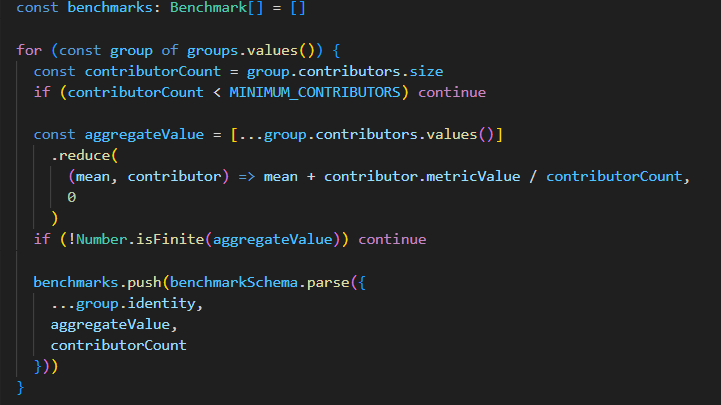 const benchmarks: Benchmark[] = []
for (const group of groups.values()) {
const contributorCount = group.contributors.size
if (contributorCount < MINIMUM_CONTRIBUTORS) continue
const aggregateValue = [...group.contributors.values()]
.reduce(
(mean, contributor) => mean + contributor.metricValue / contributorCount,
0
)
if (!Number.isFinite(aggregateValue)) continue
benchmarks.push(benchmarkSchema.parse({
...group.identity,
aggregateValue,
contributorCount
}))
}